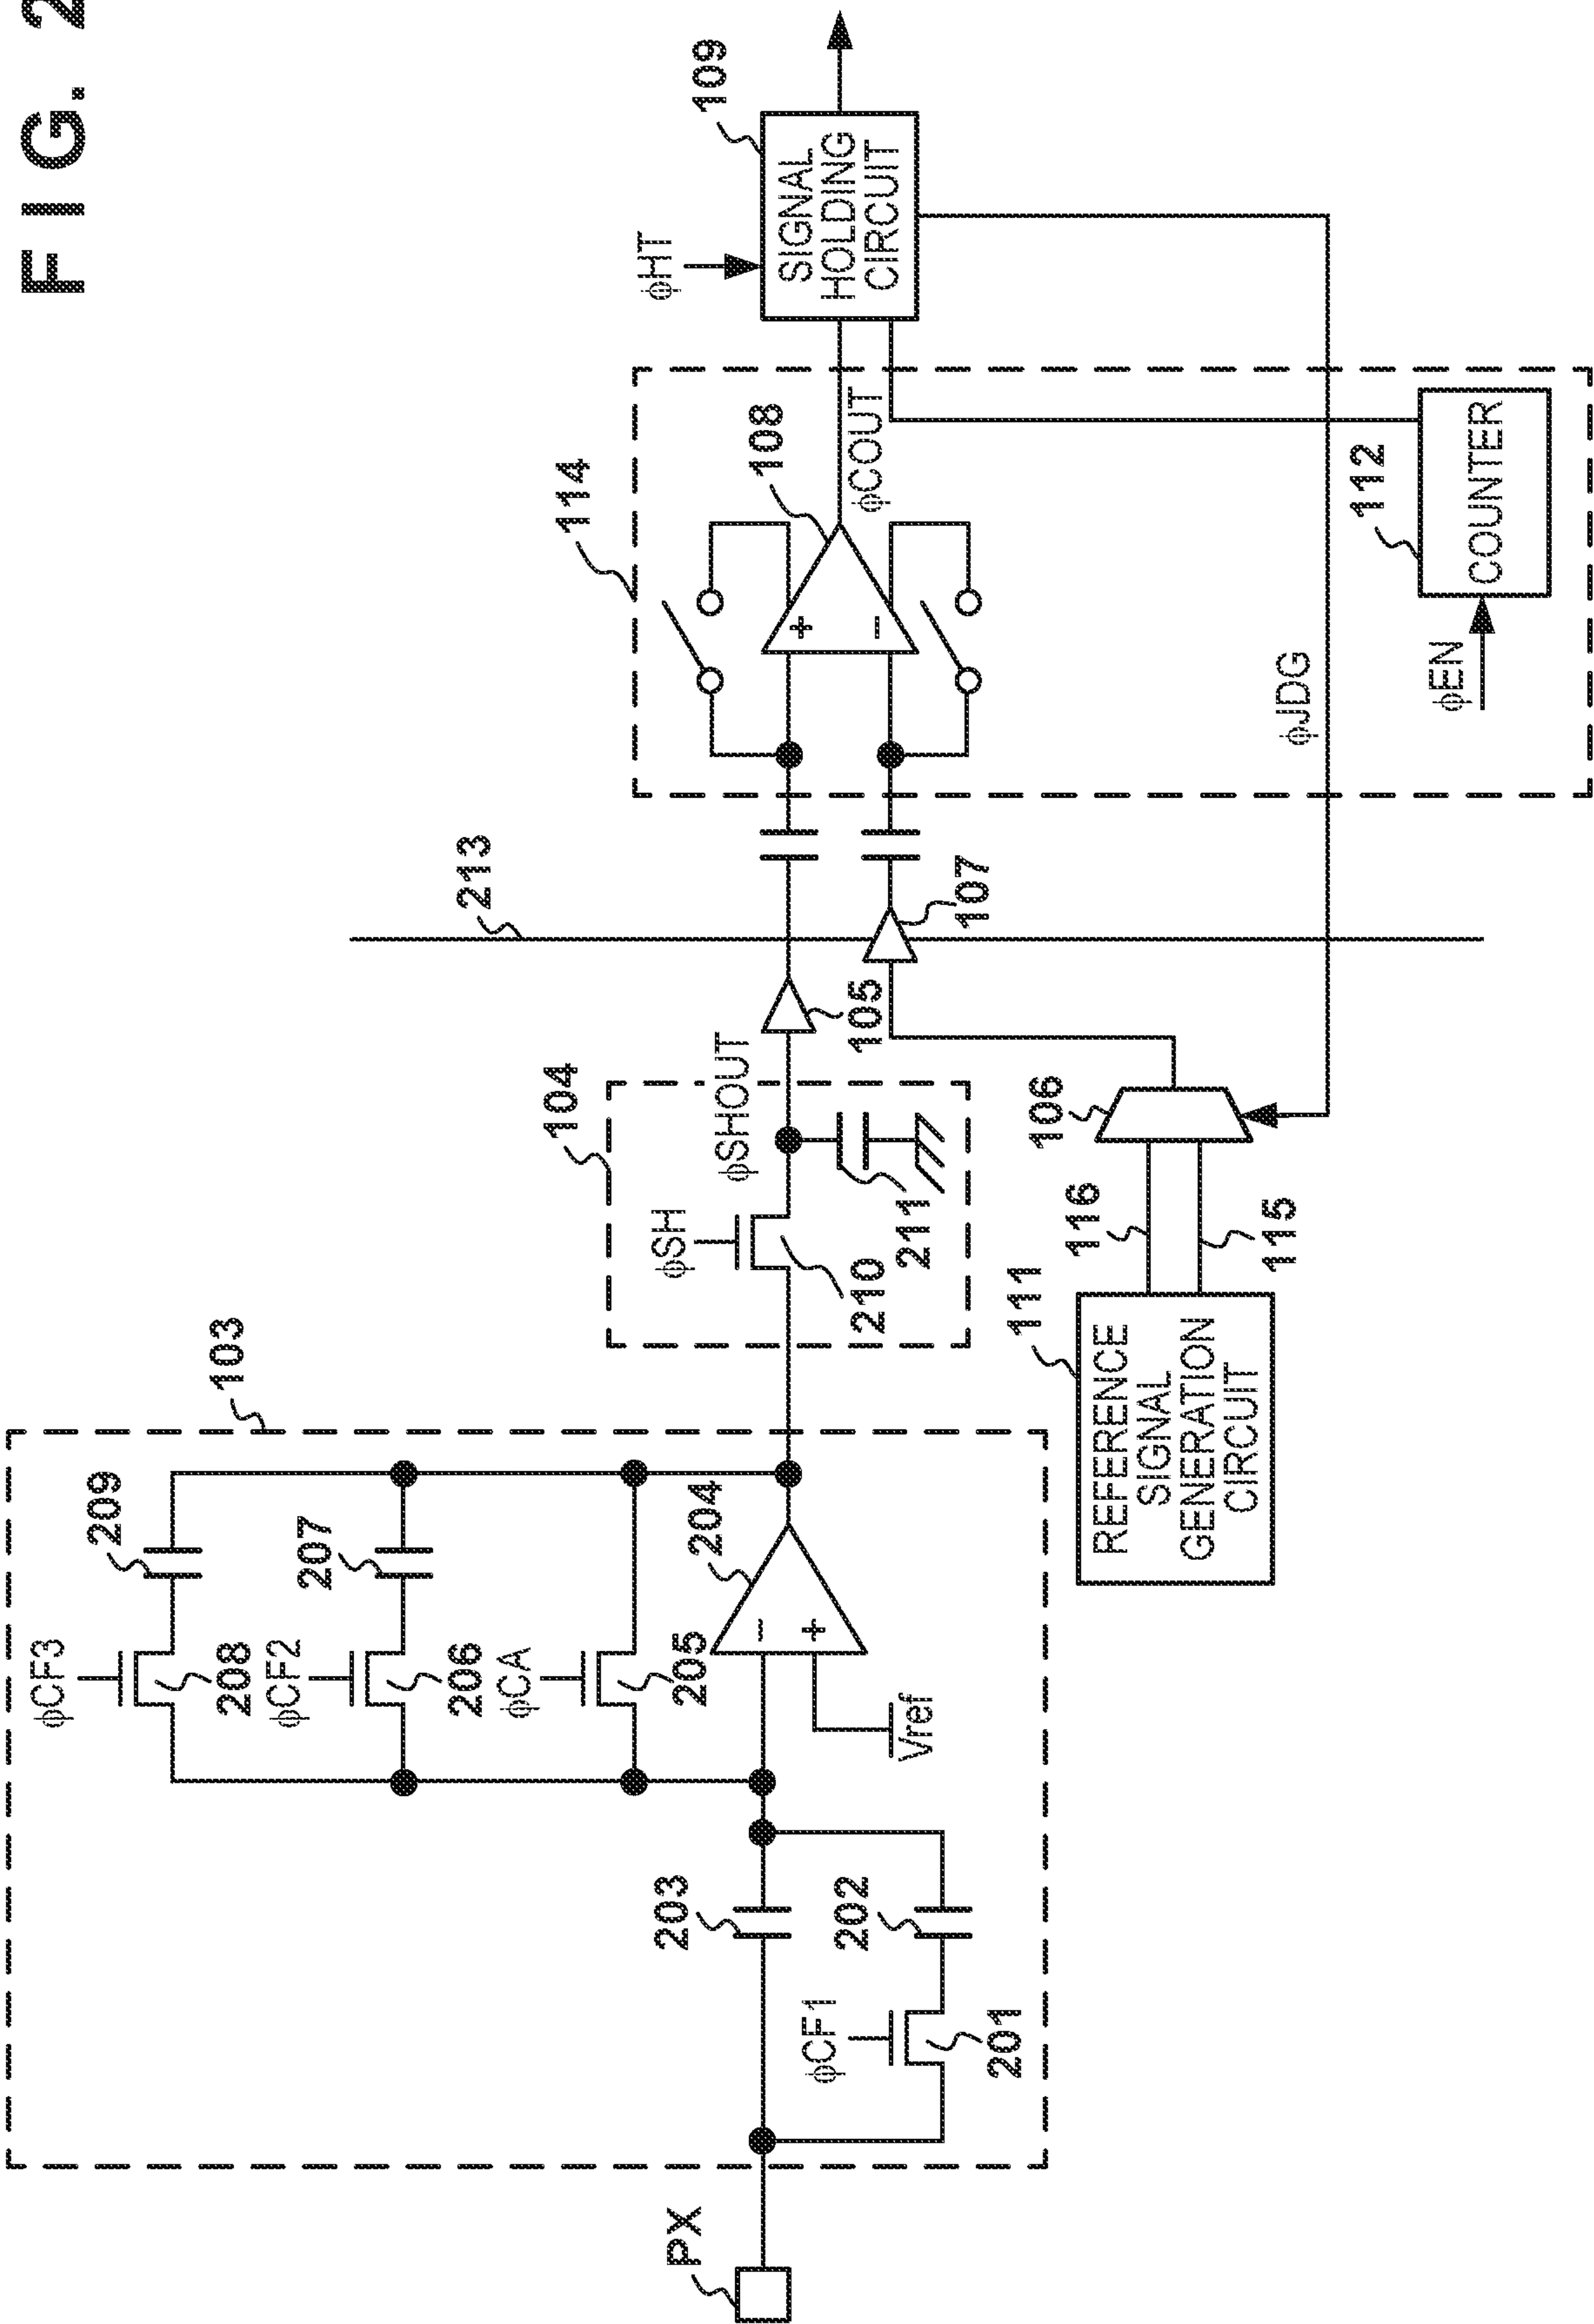 FIG. 2
103
φCF3
209
208
φCF2
207
206
φCA
205
204
203
202
φCF1
201
PX
Vref
104
φSH
φSHOUT
210
211
105
213
107
106
116
115
111
REFERENCE
SIGNAL
GENERATION
CIRCUIT
114
+
−
108
φCOUT
φHT
109
SIGNAL
HOLDING
CIRCUIT
φJDG
112
φEN
COUNTER
−
+